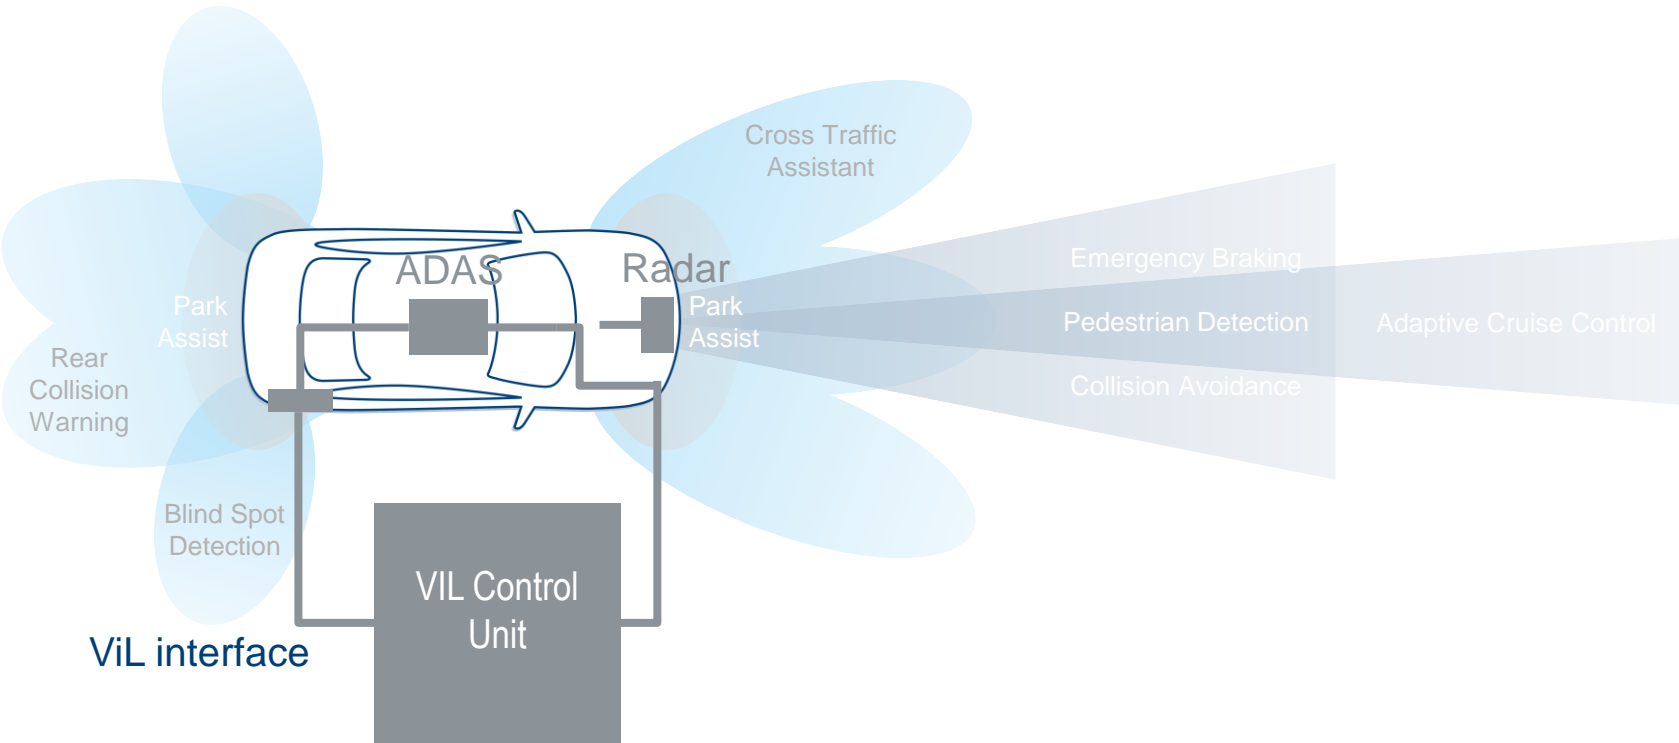 Cross Traffic
Assistant
ADAS
Radar
Emergency Braking
Park
Assist
Park
Assist
Pedestrian Detection
Adaptive Cruise Control
Rear
Collision
Warning
Collision Avoidance
Blind Spot
Detection
VIL Control
Unit
ViL interface